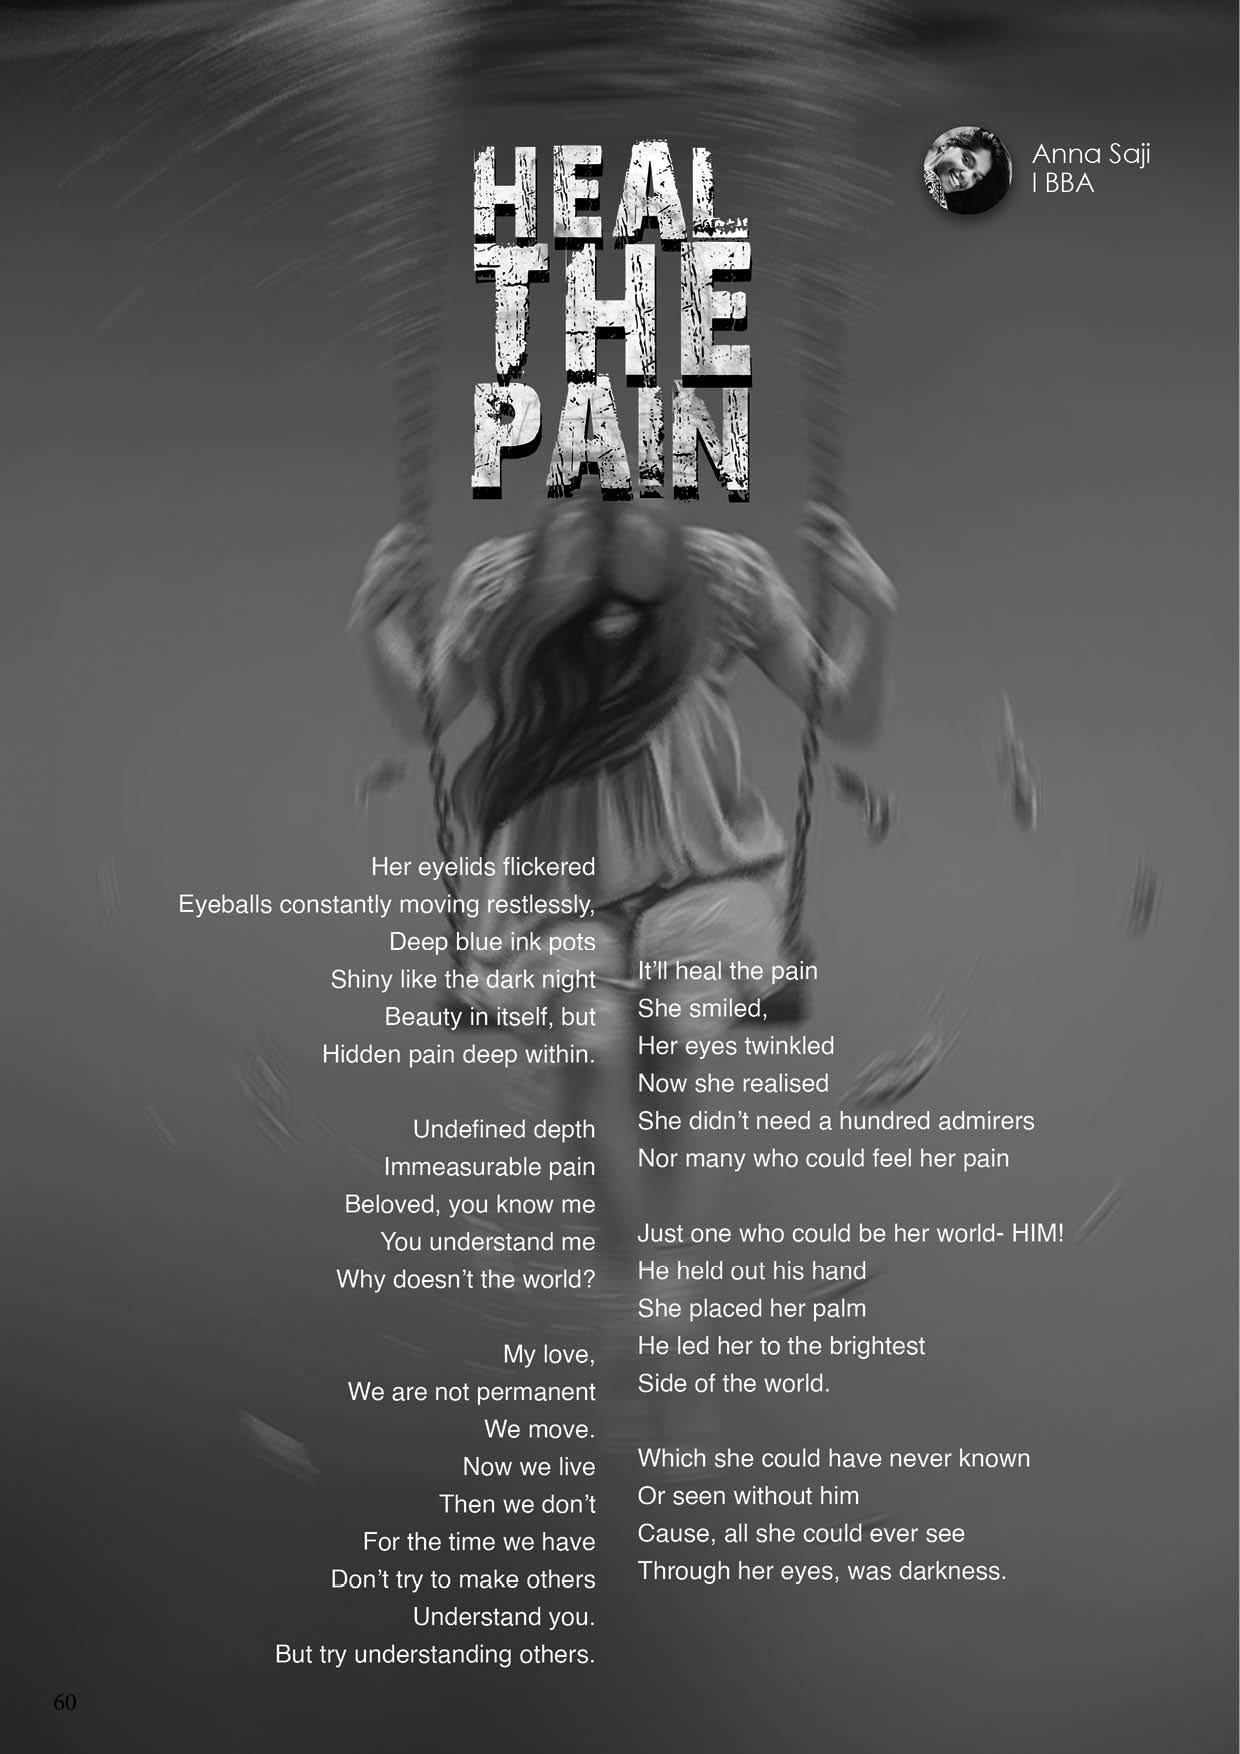 HEAL
THE
PAIN
Anna Saji
I BBA
Her eyelids flickered
Eyeballs constantly moving restlessly,
Deep blue ink pots
Shiny like the dark night
Beauty in itself, but
Hidden pain deep within.
Undefined depth
Immeasurable pain
Beloved, you know me
You understand me
Why doesn’t the world?
My love,
We are not permanent
We move.
Now we live
Then we don’t
For the time we have
Don’t try to make others
Understand you.
But try understanding others.
It’ll heal the pain
She smiled,
Her eyes twinkled
Now she realised
She didn’t need a hundred admirers
Nor many who could feel her pain
Just one who could be her world- HIM!
He held out his hand
She placed her palm
He led her to the brightest
Side of the world.
Which she could have never known
Or seen without him
Cause, all she could ever see
Through her eyes, was darkness.
60